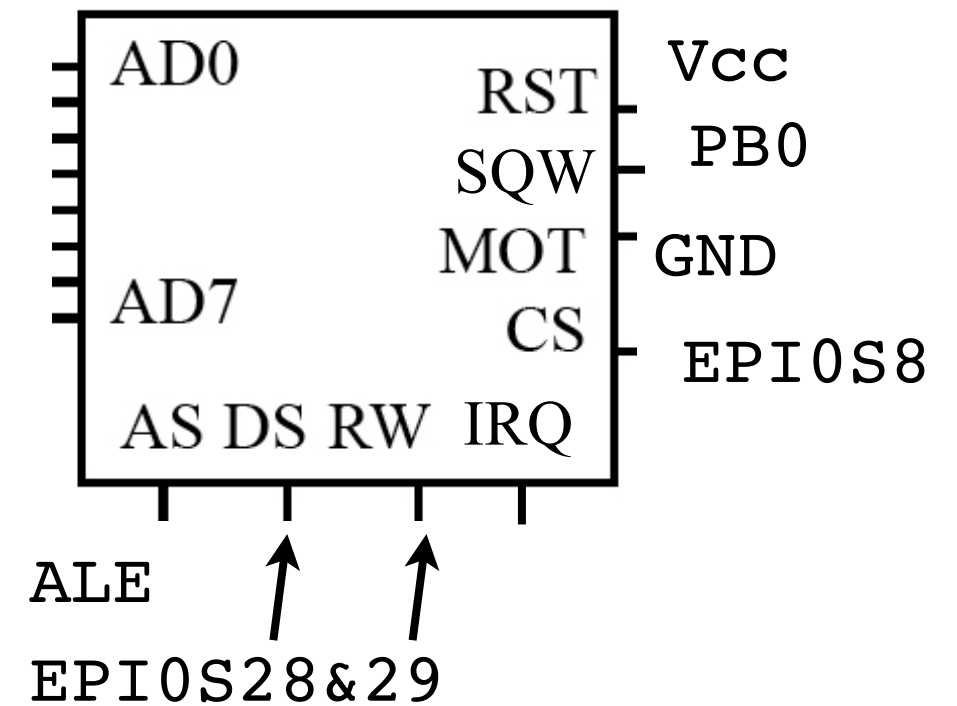 AD0
Vcc
RST
PB0
SQW
MOT
GND
AD7
CS
EPI0S8
AS DS RW IRQ
ALE
EPI0S28&29